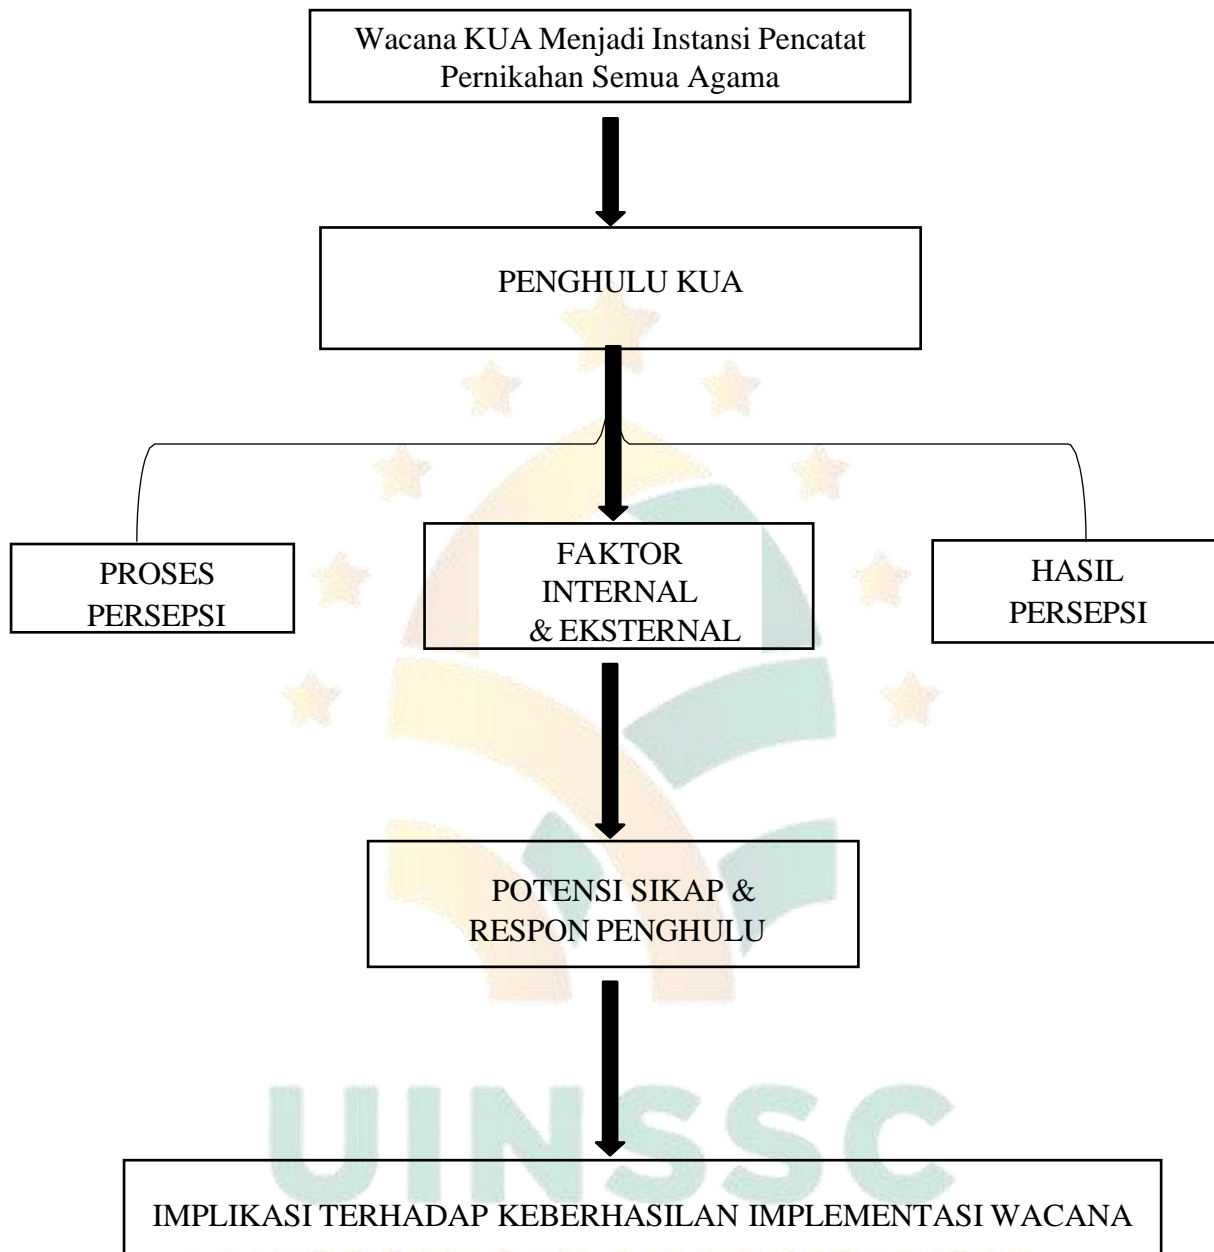 Wacana KUA Menjadi Instansi Pencatat
Pernikahan Semua Agama
PENGHULU KUA
PROSES
PERSEPSI
FAKTOR
INTERNAL
& EKSTERNAL
HASIL
PERSEPSI
POTENSI SIKAP &
RESPON PENGHULU
UINSSC
IMPLIKASI TERHADAP KEBERHASILAN IMPLEMENTASI WACANA